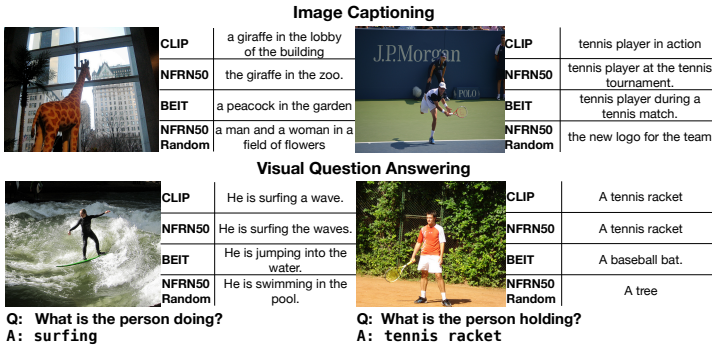 Image Captioning
CLIP
a giraffe in the lobby
of the building
NFRN50
the giraffe in the zoo.
BEIT
a peacock in the garden
NFRN50
Random
a man and a woman in a
field of flowers
J.P.Morgan
POLO
CLIP
tennis player in action
NFRN50
tennis player at the tennis
tournament.
BEIT
tennis player during a
tennis match.
NFRN50
Random
the new logo for the team
Visual Question Answering
CLIP
He is surfing a wave.
NFRN50
He is surfing the waves.
BEIT
He is jumping into the
water.
NFRN50
Random
He is swimming in the
pool.
Q: What is the person doing?
A: surfing
CLIP
A tennis racket
NFRN50
A tennis racket
BEIT
A baseball bat.
NFRN50
Random
A tree
Q: What is the person holding?
A: tennis racket